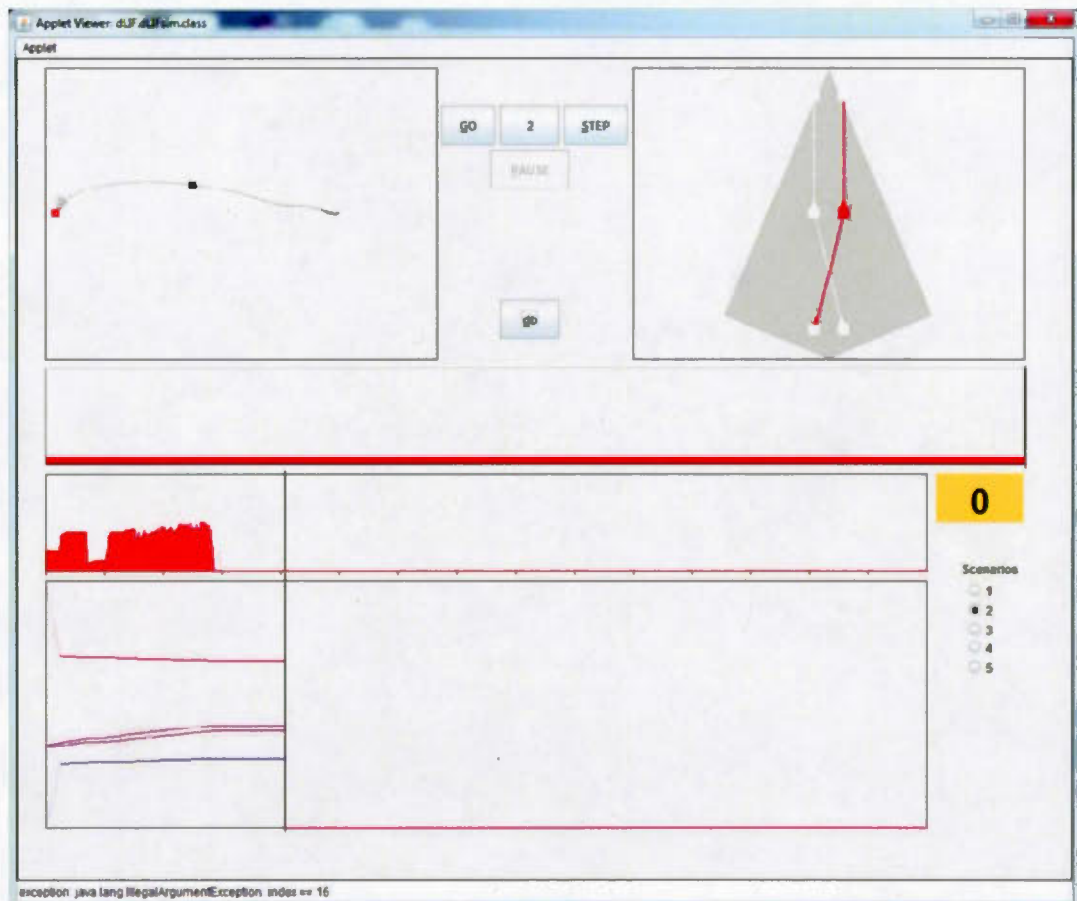 Applet Viewer: dUF.dUFsim.class
Applet
GO 2 STEP
PAUSE
go
0
Scenarios
1
2
3
4
5
exception: java.lang.IllegalArgumentException: index == 16